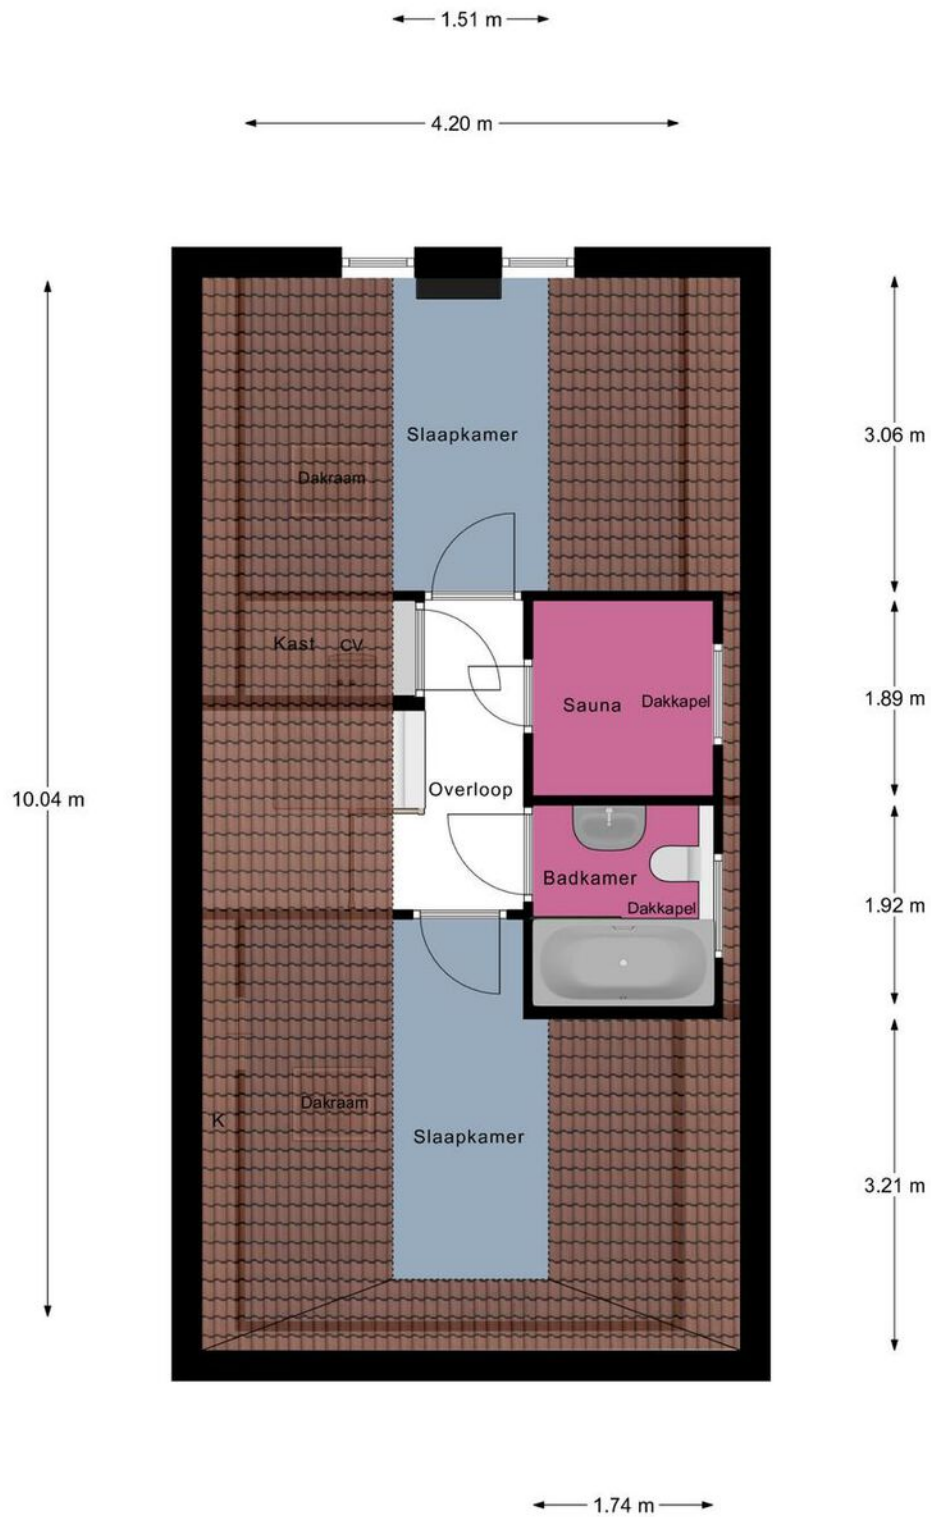 1.51 m
4.20 m
Slaapkamer
3.06 m
Dakraam
Kast CV
Sauna Dakkapel
1.89 m
10.04 m
Overloop
Badkamer
Dakkapel
1.92 m
Dakraam
K
Slaapkamer
3.21 m
1.74 m